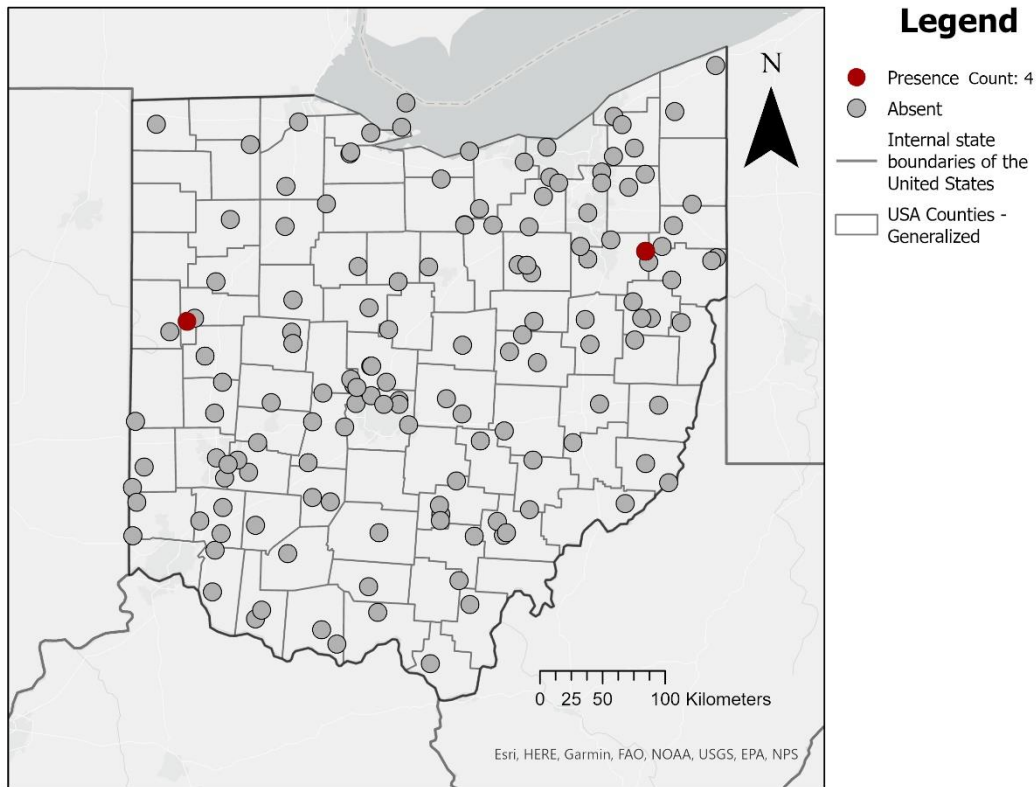 Legend
N
Presence Count: 4
Absent
Internal state
boundaries of the
United States
USA Counties -
Generalized
0 25 50 100 Kilometers
Esri, HERE, Garmin, FAO, NOAA, USGS, EPA, NPS